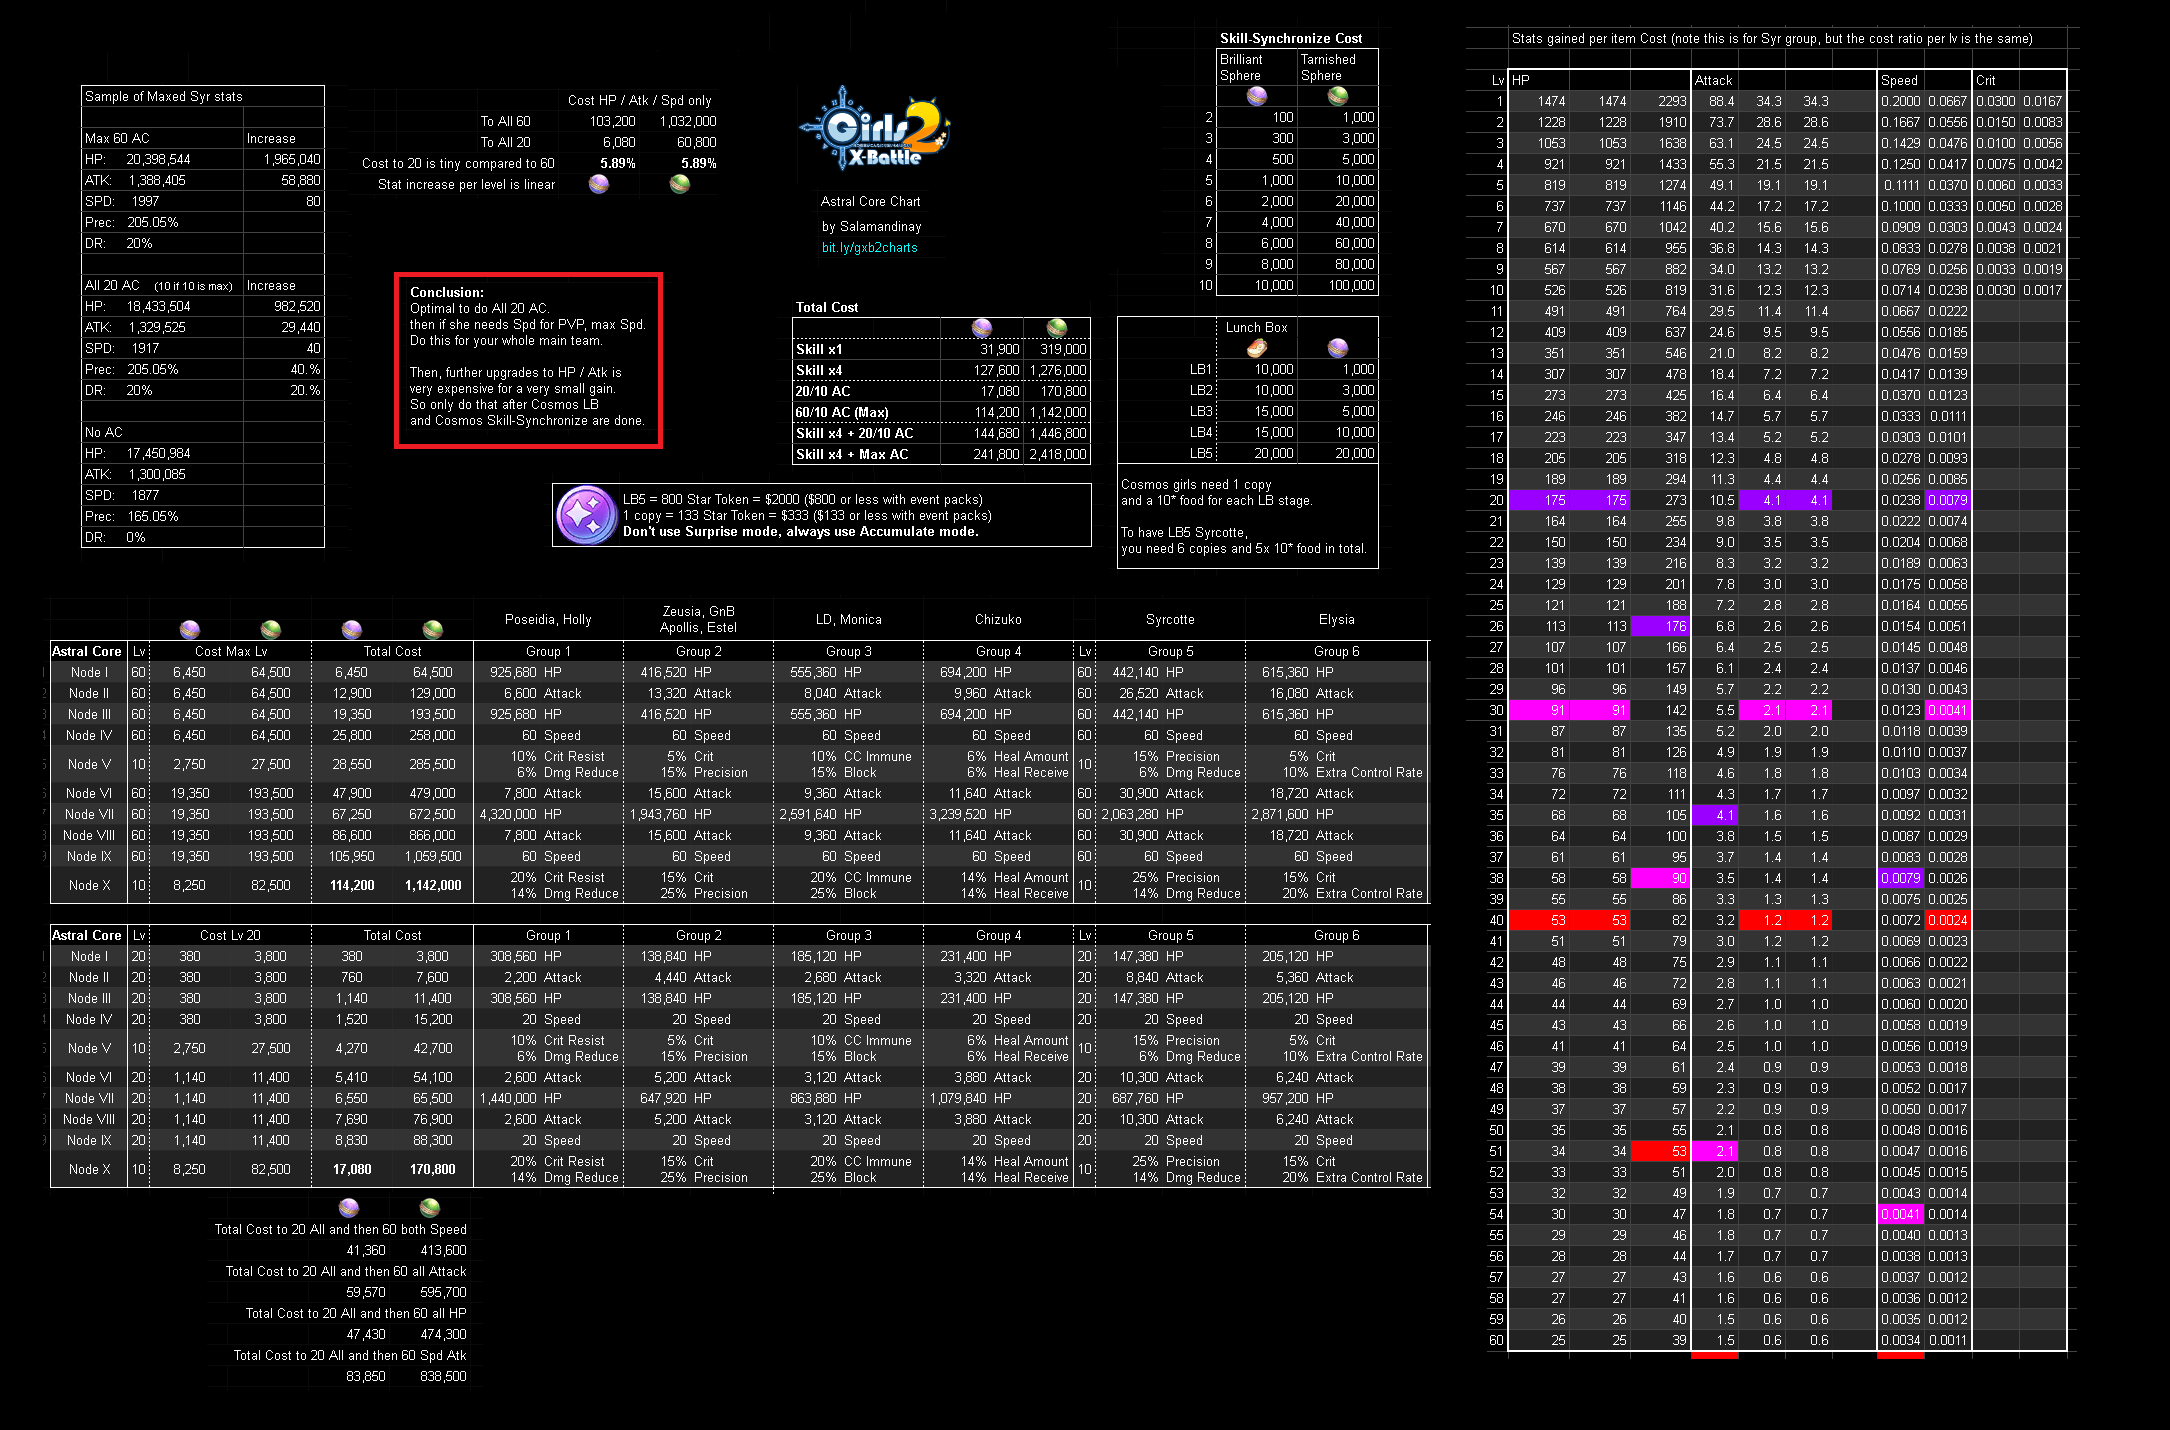 Sample of Maxed Syr stats
Max 60 AC Increase
HP: 20,398,544 1,965,040
ATK: 1,388,405 58,880
SPD: 1997 80
Prec: 205.05%
DR: 20%
All 20 AC (10 if 10 is max) Increase
HP: 18,433,504 982,520
ATK: 1,329,525 29,440
SPD: 1917 40
Prec: 205.05% 40.%
DR: 20% 20.%
No AC
HP: 17,450,984
ATK: 1,300,085
SPD: 1877
Prec: 165.05%
DR: 0%
Cost HP / Atk / Spd only
To All 60 103,200 1,032,000
To All 20 6,080 60,800
Cost to 20 is tiny compared to 60 5.89% 5.89%
Stat increase per level is linear
Conclusion:
Optimal to do All 20 AC.
then if she needs Spd for PVP, max Spd.
Do this for your whole main team.
Then, further upgrades to HP / Atk is
very expensive for a very small gain.
So only do that after Cosmos LB
and Cosmos Skill-Synchronize are done.
Girls 2
X-Battle
Astral Core Chart
by Salamandinay
bit.ly/gxb2charts
Total Cost
Skill x1 31,900 319,000
Skill x4 127,600 1,276,000
20/10 AC 17,080 170,800
60/10 AC (Max) 114,200 1,142,000
Skill x4 + 20/10 AC 144,680 1,446,800
Skill x4 + Max AC 241,800 2,418,000
LB5 = 800 Star Token = $2000 ($800 or less with event packs)
1 copy = 133 Star Token = $333 ($133 or less with event packs)
Don't use Surprise mode, always use Accumulate mode.
Skill-Synchronize Cost
Brilliant Tarnished
Sphere Sphere
2 100 1,000
3 300 3,000
4 500 5,000
5 1,000 10,000
6 2,000 20,000
7 4,000 40,000
8 6,000 60,000
9 8,000 80,000
10 10,000 100,000
Lunch Box
LB1 10,000 1,000
LB2 10,000 3,000
LB3 15,000 5,000
LB4 15,000 10,000
LB5 20,000 20,000
Cosmos girls need 1 copy
and a 10* food for each LB stage.
To have LB5 Syrcotte,
you need 6 copies and 5x 10* food in total.
Poseidia, Holly Zeusia, GnB Apollis, Estel LD, Monica Chizuko Syrcotte Elysia
Astral Core Lv Cost Max Lv Total Cost Group 1 Group 2 Group 3 Group 4 Lv Group 5 Group 6
Node I 60 6,450 64,500 6,450 64,500 925,680 HP 416,520 HP 555,360 HP 694,200 HP 60 442,140 HP 615,360 HP
Node II 60 6,450 64,500 12,900 129,000 6,600 Attack 13,320 Attack 8,040 Attack 9,960 Attack 60 26,520 Attack 16,080 Attack
Node III 60 6,450 64,500 19,350 193,500 925,680 HP 416,520 HP 555,360 HP 694,200 HP 60 442,140 HP 615,360 HP
Node IV 60 6,450 64,500 25,800 258,000 60 Speed 60 Speed 60 Speed 60 Speed 60 60 Speed 60 Speed
10% Crit Resist 5% Crit 10% CC Immune 6% Heal Amount 15% Precision 5% Crit
Node V 10 2,750 27,500 28,550 285,500 10
6% Dmg Reduce 15% Precision 15% Block 6% Heal Receive 6% Dmg Reduce 10% Extra Control Rate
Node VI 60 19,350 193,500 47,900 479,000 7,800 Attack 15,600 Attack 9,360 Attack 11,640 Attack 60 30,900 Attack 18,720 Attack
Node VII 60 19,350 193,500 67,250 672,500 4,320,000 HP 1,943,760 HP 2,591,640 HP 3,239,520 HP 60 2,063,280 HP 2,871,600 HP
Node VIII 60 19,350 193,500 86,600 866,000 7,800 Attack 15,600 Attack 9,360 Attack 11,640 Attack 60 30,900 Attack 18,720 Attack
Node IX 60 19,350 193,500 105,950 1,059,500 60 Speed 60 Speed 60 Speed 60 Speed 60 60 Speed 60 Speed
20% Crit Resist 15% Crit 20% CC Immune 14% Heal Amount 25% Precision 15% Crit
Node X 10 8,250 82,500 114,200 1,142,000 10
14% Dmg Reduce 25% Precision 25% Block 14% Heal Receive 14% Dmg Reduce 20% Extra Control Rate
Astral Core Lv Cost Lv 20 Total Cost Group 1 Group 2 Group 3 Group 4 Lv Group 5 Group 6
Node I 20 380 3,800 380 3,800 308,560 HP 138,840 HP 185,120 HP 231,400 HP 20 147,380 HP 205,120 HP
Node II 20 380 3,800 760 7,600 2,200 Attack 4,440 Attack 2,680 Attack 3,320 Attack 20 8,840 Attack 5,360 Attack
Node III 20 380 3,800 1,140 11,400 308,560 HP 138,840 HP 185,120 HP 231,400 HP 20 147,380 HP 205,120 HP
Node IV 20 380 3,800 1,520 15,200 20 Speed 20 Speed 20 Speed 20 Speed 20 20 Speed 20 Speed
10% Crit Resist 5% Crit 10% CC Immune 6% Heal Amount 15% Precision 5% Crit
Node V 10 2,750 27,500 4,270 42,700 10
6% Dmg Reduce 15% Precision 15% Block 6% Heal Receive 6% Dmg Reduce 10% Extra Control Rate
Node VI 20 1,140 11,400 5,410 54,100 2,600 Attack 5,200 Attack 3,120 Attack 3,880 Attack 20 10,300 Attack 6,240 Attack
Node VII 20 1,140 11,400 6,550 65,500 1,440,000 HP 647,920 HP 863,880 HP 1,079,840 HP 20 687,760 HP 957,200 HP
Node VIII 20 1,140 11,400 7,690 76,900 2,600 Attack 5,200 Attack 3,120 Attack 3,880 Attack 20 10,300 Attack 6,240 Attack
Node IX 20 1,140 11,400 8,830 88,300 20 Speed 20 Speed 20 Speed 20 Speed 20 20 Speed 20 Speed
20% Crit Resist 15% Crit 20% CC Immune 14% Heal Amount 25% Precision 15% Crit
Node X 10 8,250 82,500 17,080 170,800 10
14% Dmg Reduce 25% Precision 25% Block 14% Heal Receive 14% Dmg Reduce 20% Extra Control Rate
Total Cost to 20 All and then 60 both Speed
41,360 413,600
Total Cost to 20 All and then 60 all Attack
59,570 595,700
Total Cost to 20 All and then 60 all HP
47,430 474,300
Total Cost to 20 All and then 60 Spd Atk
83,850 838,500
Stats gained per item Cost (note this is for Syr group, but the cost ratio per lv is the same)
Lv HP Attack Speed Crit
1 1474 1474 2293 88.4 34.3 34.3 0.2000 0.0667 0.0300 0.0167
2 1228 1228 1910 73.7 28.6 28.6 0.1667 0.0556 0.0150 0.0083
3 1053 1053 1638 63.1 24.5 24.5 0.1429 0.0476 0.0100 0.0056
4 921 921 1433 55.3 21.5 21.5 0.1250 0.0417 0.0075 0.0042
5 819 819 1274 49.1 19.1 19.1 0.1111 0.0370 0.0060 0.0033
6 737 737 1146 44.2 17.2 17.2 0.1000 0.0333 0.0050 0.0028
7 670 670 1042 40.2 15.6 15.6 0.0909 0.0303 0.0043 0.0024
8 614 614 955 36.8 14.3 14.3 0.0833 0.0278 0.0038 0.0021
9 567 567 882 34.0 13.2 13.2 0.0769 0.0256 0.0033 0.0019
10 526 526 819 31.6 12.3 12.3 0.0714 0.0238 0.0030 0.0017
11 491 491 764 29.5 11.4 11.4 0.0667 0.0222
12 409 409 637 24.6 9.5 9.5 0.0556 0.0185
13 351 351 546 21.0 8.2 8.2 0.0476 0.0159
14 307 307 478 18.4 7.2 7.2 0.0417 0.0139
15 273 273 425 16.4 6.4 6.4 0.0370 0.0123
16 246 246 382 14.7 5.7 5.7 0.0333 0.0111
17 223 223 347 13.4 5.2 5.2 0.0303 0.0101
18 205 205 318 12.3 4.8 4.8 0.0278 0.0093
19 189 189 294 11.3 4.4 4.4 0.0256 0.0085
20 175 175 273 10.5 4.1 4.1 0.0238 0.0079
21 164 164 255 9.8 3.8 3.8 0.0222 0.0074
22 150 150 234 9.0 3.5 3.5 0.0204 0.0068
23 139 139 216 8.3 3.2 3.2 0.0189 0.0063
24 129 129 201 7.8 3.0 3.0 0.0175 0.0058
25 121 121 188 7.2 2.8 2.8 0.0164 0.0055
26 113 113 176 6.8 2.6 2.6 0.0154 0.0051
27 107 107 166 6.4 2.5 2.5 0.0145 0.0048
28 101 101 157 6.1 2.4 2.4 0.0137 0.0046
29 96 96 149 5.7 2.2 2.2 0.0130 0.0043
30 91 91 142 5.5 2.1 2.1 0.0123 0.0041
31 87 87 135 5.2 2.0 2.0 0.0118 0.0039
32 81 81 126 4.9 1.9 1.9 0.0110 0.0037
33 76 76 118 4.6 1.8 1.8 0.0103 0.0034
34 72 72 111 4.3 1.7 1.7 0.0097 0.0032
35 68 68 105 4.1 1.6 1.6 0.0092 0.0031
36 64 64 100 3.8 1.5 1.5 0.0087 0.0029
37 61 61 95 3.7 1.4 1.4 0.0083 0.0028
38 58 58 90 3.5 1.4 1.4 0.0079 0.0026
39 55 55 86 3.3 1.3 1.3 0.0075 0.0025
40 53 53 82 3.2 1.2 1.2 0.0072 0.0024
41 51 51 79 3.0 1.2 1.2 0.0069 0.0023
42 48 48 75 2.9 1.1 1.1 0.0066 0.0022
43 46 46 72 2.8 1.1 1.1 0.0063 0.0021
44 44 44 69 2.7 1.0 1.0 0.0060 0.0020
45 43 43 66 2.6 1.0 1.0 0.0058 0.0019
46 41 41 64 2.5 1.0 1.0 0.0056 0.0019
47 39 39 61 2.4 0.9 0.9 0.0053 0.0018
48 38 38 59 2.3 0.9 0.9 0.0052 0.0017
49 37 37 57 2.2 0.9 0.9 0.0050 0.0017
50 35 35 55 2.1 0.8 0.8 0.0048 0.0016
51 34 34 53 2.1 0.8 0.8 0.0047 0.0016
52 33 33 51 2.0 0.8 0.8 0.0045 0.0015
53 32 32 49 1.9 0.7 0.7 0.0043 0.0014
54 30 30 47 1.8 0.7 0.7 0.0041 0.0014
55 29 29 46 1.8 0.7 0.7 0.0040 0.0013
56 28 28 44 1.7 0.7 0.7 0.0038 0.0013
57 27 27 43 1.6 0.6 0.6 0.0037 0.0012
58 27 27 41 1.6 0.6 0.6 0.0036 0.0012
59 26 26 40 1.5 0.6 0.6 0.0035 0.0012
60 25 25 39 1.5 0.6 0.6 0.0034 0.0011